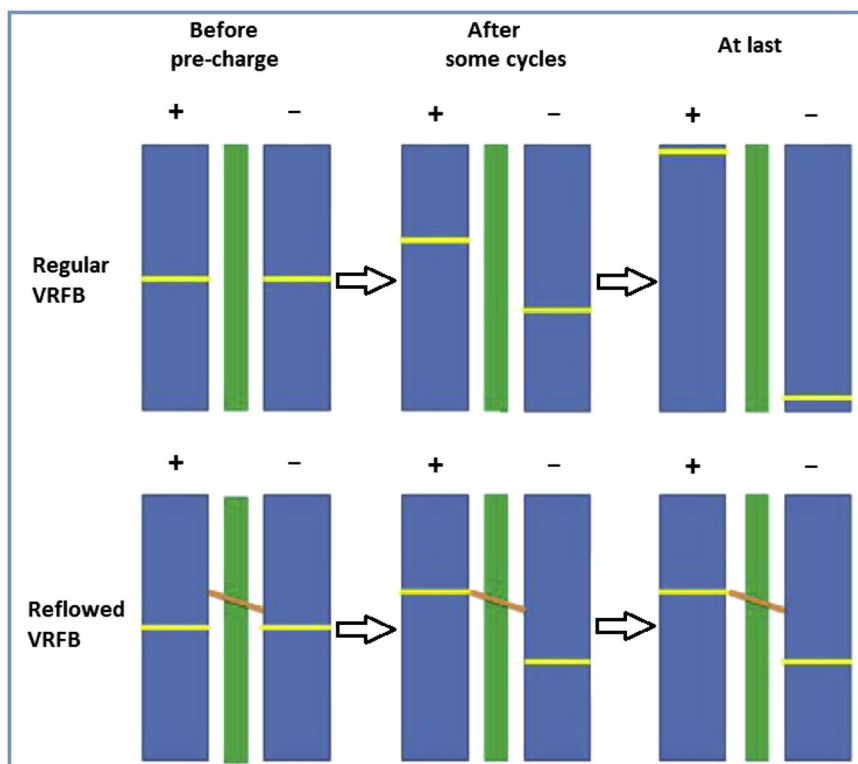 Before
pre-charge
After
some cycles
At last
+ – + – + –
Regular
VRFB
+ – + – + –
Reflowed
VRFB